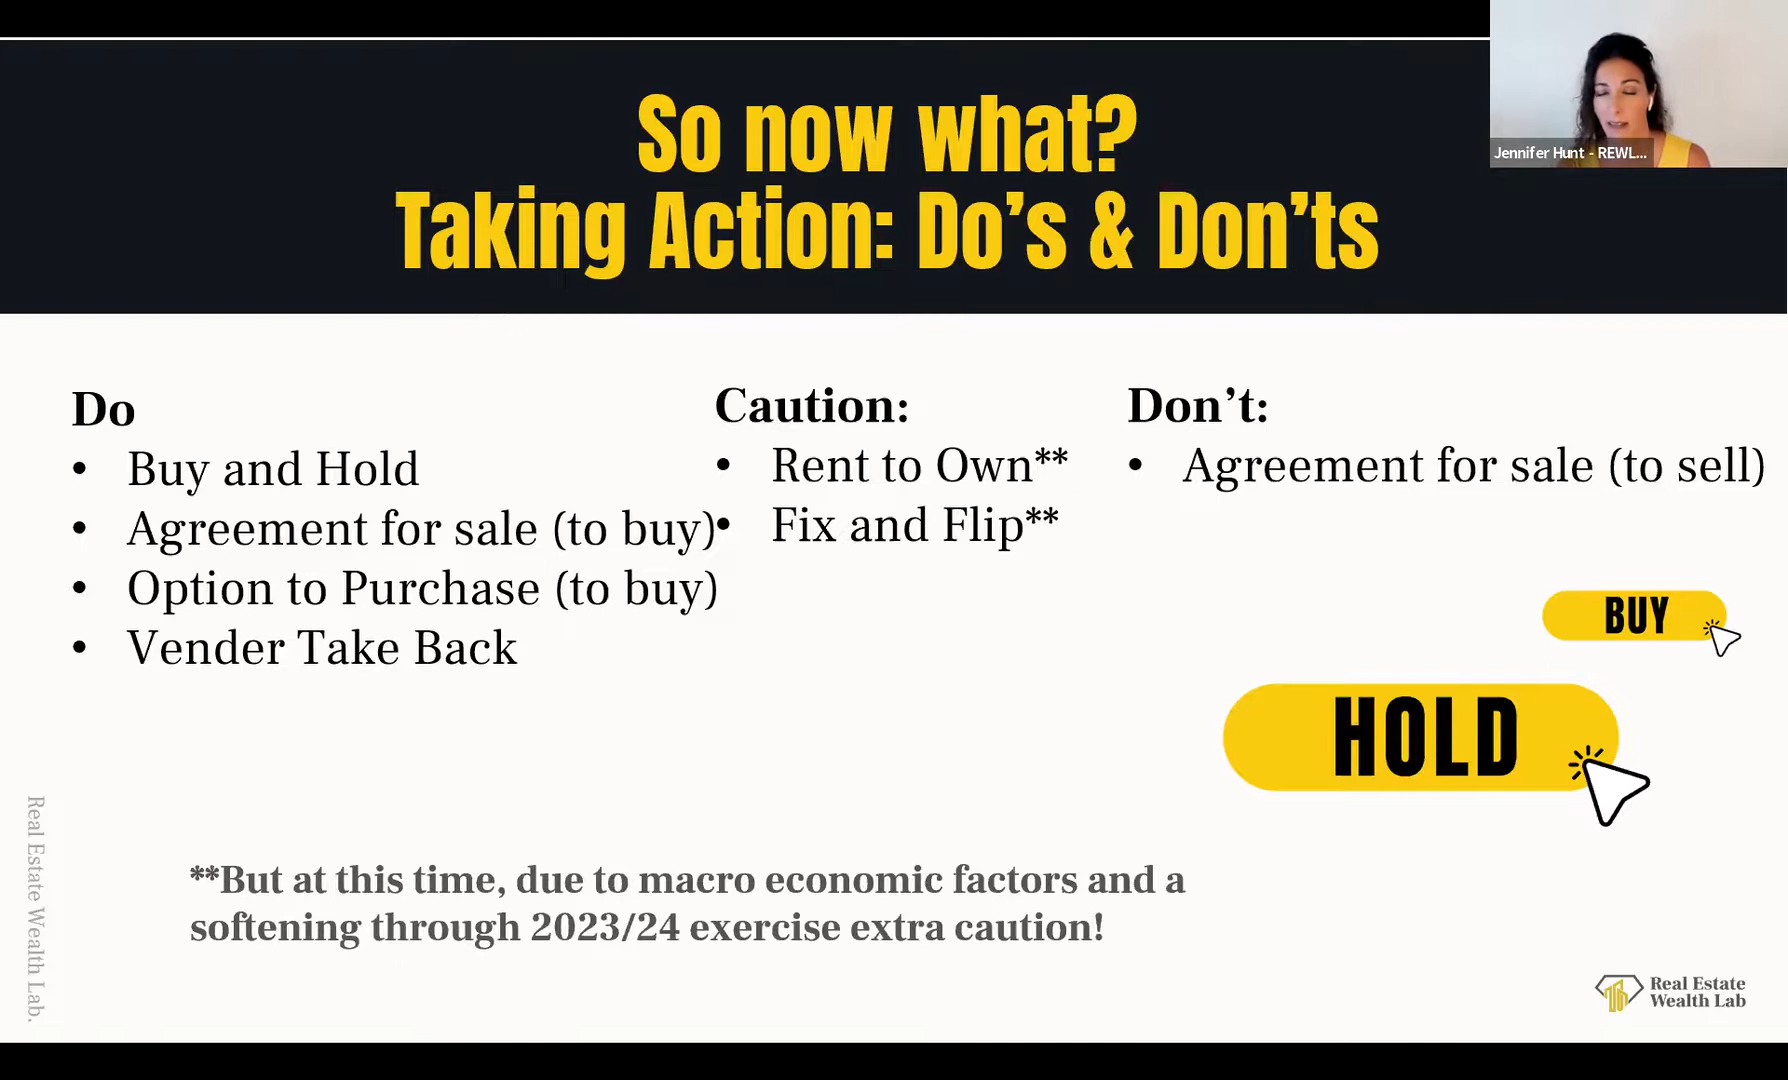 So now what?
Taking Action: Do’s & Don’ts
Jennifer Hunt - REWL...
Do
• Buy and Hold
• Agreement for sale (to buy)
• Option to Purchase (to buy)
• Vender Take Back
Caution:
• Rent to Own**
• Fix and Flip**
Don’t:
• Agreement for sale (to sell)
BUY
HOLD
**But at this time, due to macro economic factors and a
softening through 2023/24 exercise extra caution!
Real Estate Wealth Lab.
Real Estate
Wealth Lab